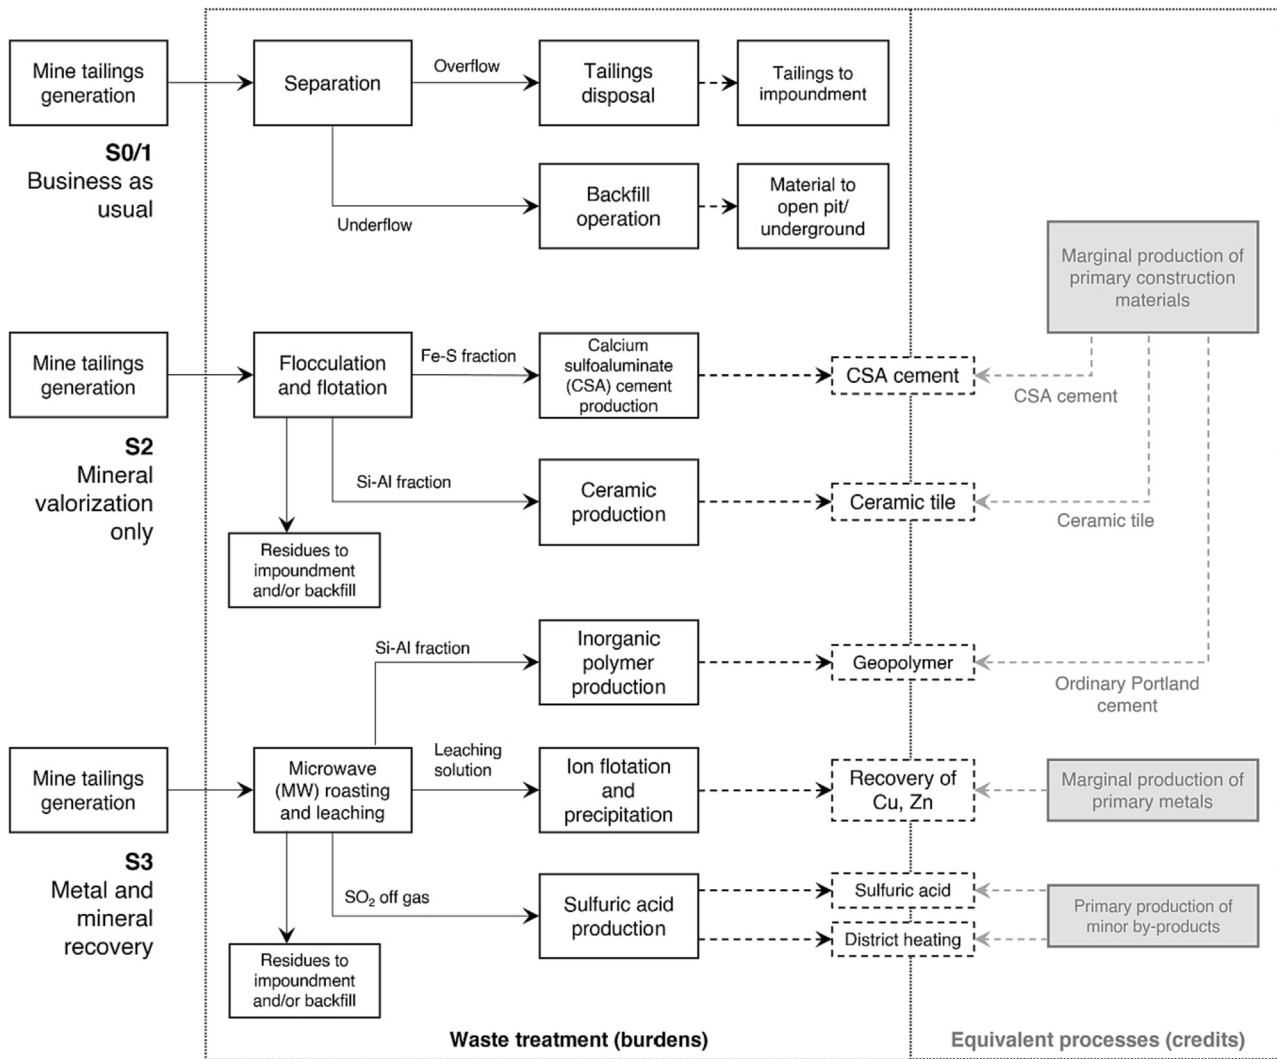 Mine tailings
generation
Separation
Overflow
Tailings
disposal
Tailings to
impoundment
S0/1
Business as
usual
Underflow
Backfill
operation
Material to
open pit/
underground
Marginal production of
primary construction
materials
Mine tailings
generation
Flocculation
and flotation
Fe-S fraction
Calcium
sulfoaluminate
(CSA) cement
production
CSA cement
CSA cement
S2
Mineral
valorization
only
Si-Al fraction
Ceramic
production
Ceramic tile
Ceramic tile
Residues to
impoundment
and/or backfill
Si-Al fraction
Inorganic
polymer
production
Geopolymer
Ordinary Portland
cement
Mine tailings
generation
Microwave
(MW) roasting
and leaching
Leaching
solution
Ion flotation
and
precipitation
Recovery of
Cu, Zn
Marginal production of
primary metals
S3
Metal and
mineral
recovery
SO₂ off gas
Sulfuric acid
production
Sulfuric acid
District heating
Primary production of
minor by-products
Residues to
impoundment
and/or backfill
Waste treatment (burdens)
Equivalent processes (credits)